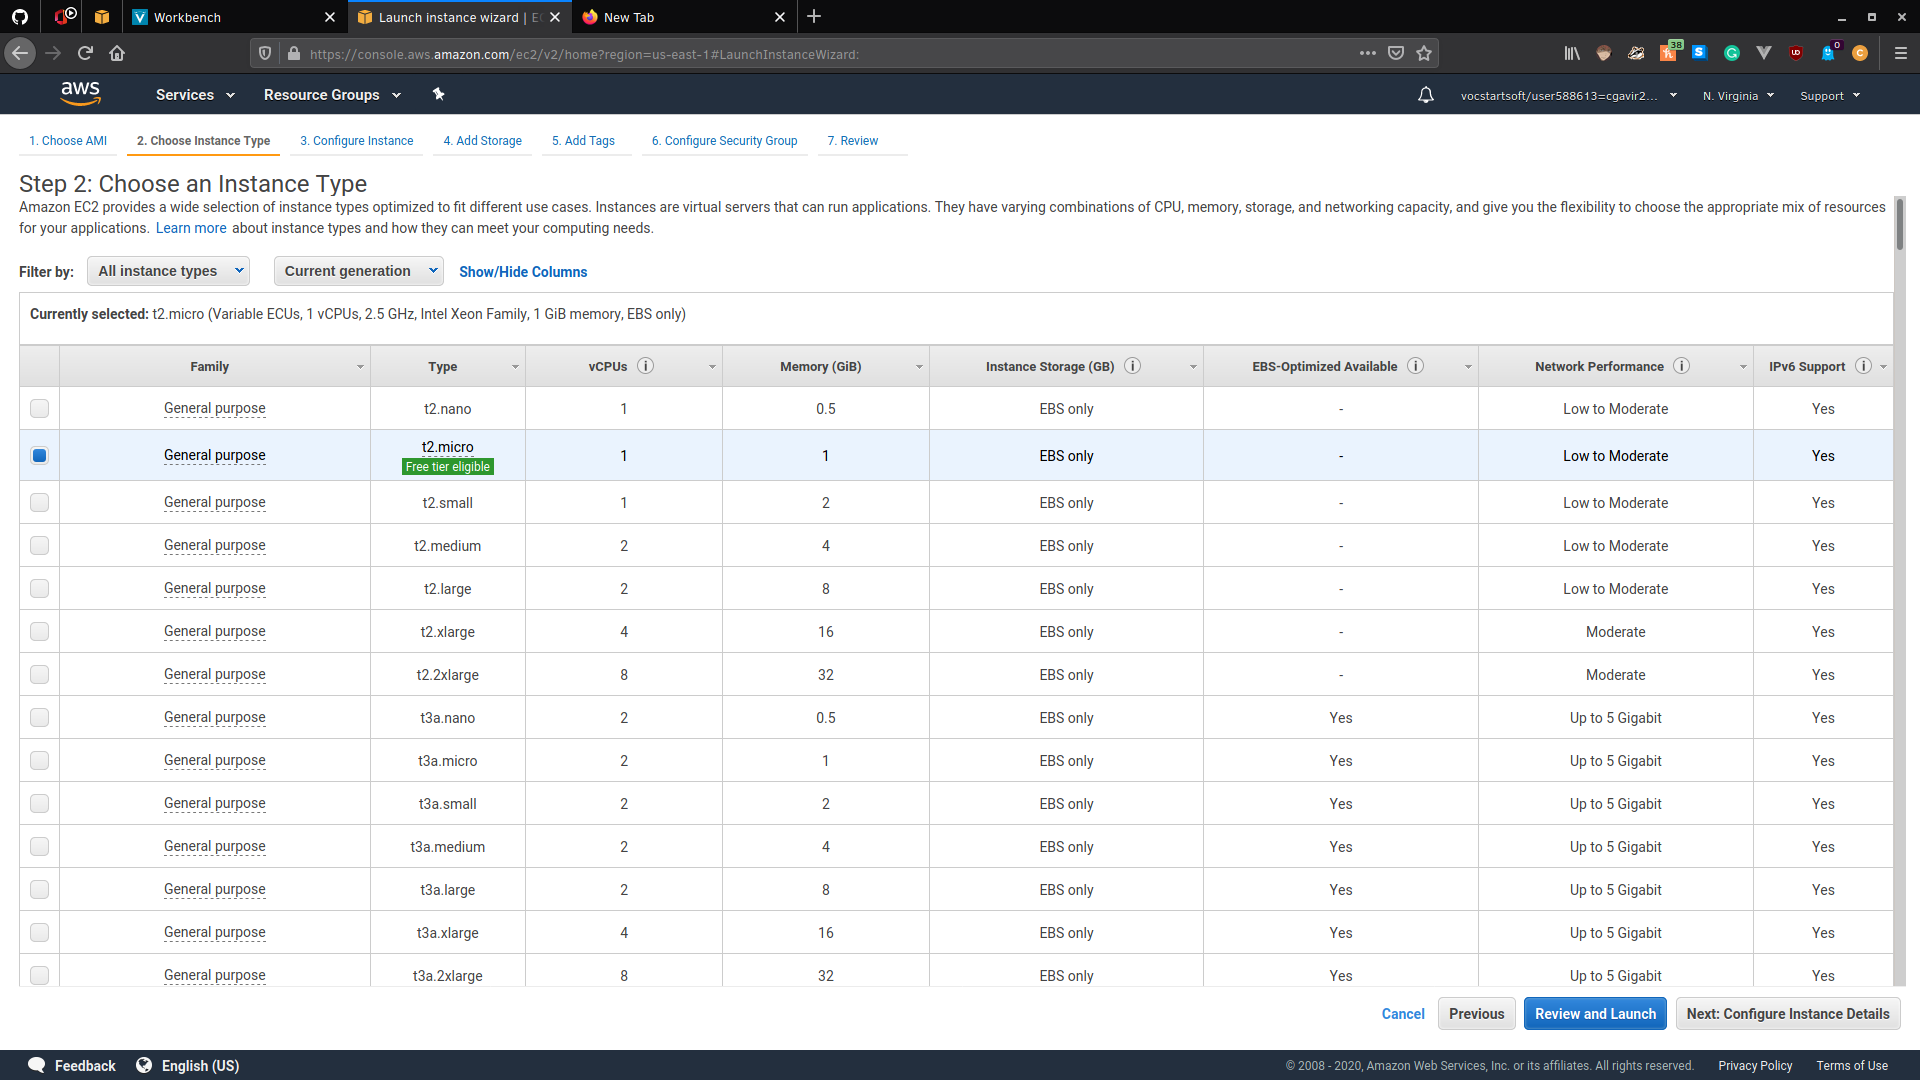 Workbench
Launch instance wizard | EC
New Tab
https://console.aws.amazon.com/ec2/v2/home?region=us-east-1#LaunchInstanceWizard:
38
0
aws
Services
Resource Groups
vocstartsoft/user588613=cgavir2...
N. Virginia
Support
1. Choose AMI
2. Choose Instance Type
3. Configure Instance
4. Add Storage
5. Add Tags
6. Configure Security Group
7. Review
Step 2: Choose an Instance Type
Amazon EC2 provides a wide selection of instance types optimized to fit different use cases. Instances are virtual servers that can run applications. They have varying combinations of CPU, memory, storage, and networking capacity, and give you the flexibility to choose the appropriate mix of resources
for your applications. Learn more about instance types and how they can meet your computing needs.
Filter by: All instance types Current generation Show/Hide Columns
Currently selected: t2.micro (Variable ECUs, 1 vCPUs, 2.5 GHz, Intel Xeon Family, 1 GiB memory, EBS only)
Family Type vCPUs Memory (GiB) Instance Storage (GB) EBS-Optimized Available Network Performance IPv6 Support
General purpose t2.nano 1 0.5 EBS only - Low to Moderate Yes
General purpose t2.micro Free tier eligible 1 1 EBS only - Low to Moderate Yes
General purpose t2.small 1 2 EBS only - Low to Moderate Yes
General purpose t2.medium 2 4 EBS only - Low to Moderate Yes
General purpose t2.large 2 8 EBS only - Low to Moderate Yes
General purpose t2.xlarge 4 16 EBS only - Moderate Yes
General purpose t2.2xlarge 8 32 EBS only - Moderate Yes
General purpose t3a.nano 2 0.5 EBS only Yes Up to 5 Gigabit Yes
General purpose t3a.micro 2 1 EBS only Yes Up to 5 Gigabit Yes
General purpose t3a.small 2 2 EBS only Yes Up to 5 Gigabit Yes
General purpose t3a.medium 2 4 EBS only Yes Up to 5 Gigabit Yes
General purpose t3a.large 2 8 EBS only Yes Up to 5 Gigabit Yes
General purpose t3a.xlarge 4 16 EBS only Yes Up to 5 Gigabit Yes
General purpose t3a.2xlarge 8 32 EBS only Yes Up to 5 Gigabit Yes
Cancel Previous Review and Launch Next: Configure Instance Details
Feedback English (US) © 2008 - 2020, Amazon Web Services, Inc. or its affiliates. All rights reserved. Privacy Policy Terms of Use